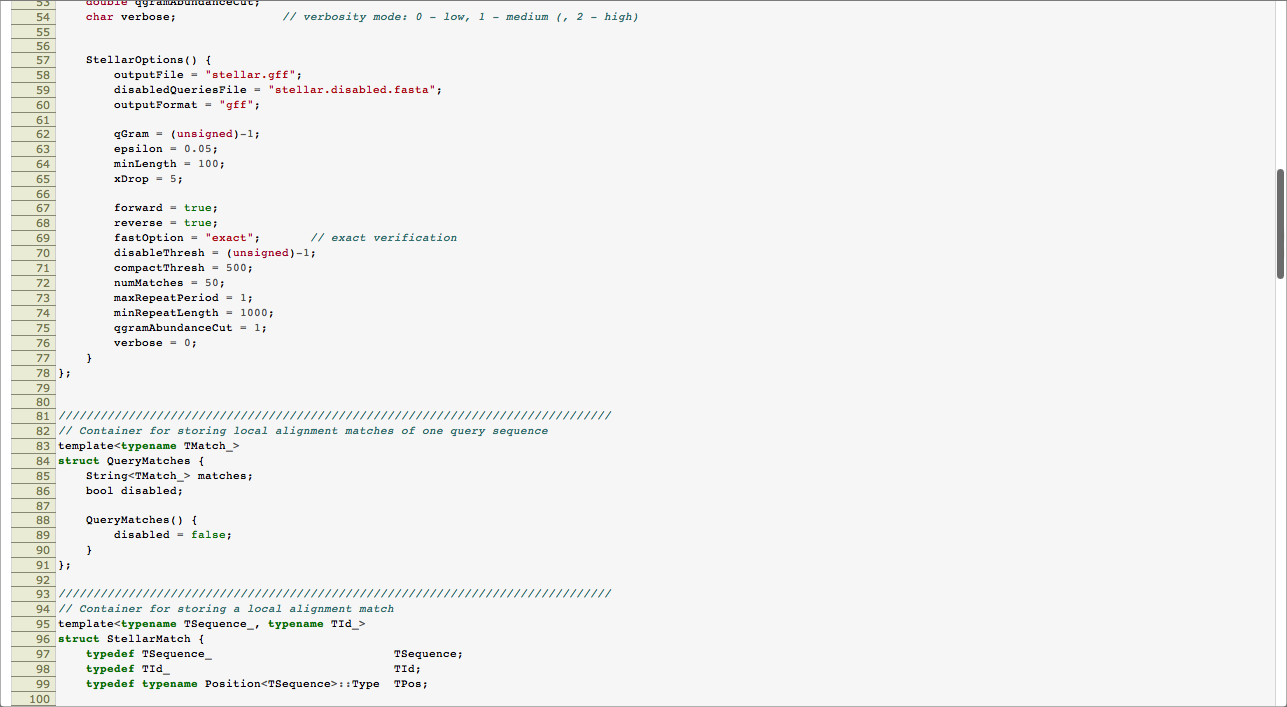 53 double qgramAbundanceCut;
54 char verbose; // verbosity mode: 0 - low, 1 - medium (, 2 - high)
55
56
57 StellarOptions() {
58 outputFile = "stellar.gff";
59 disabledQueriesFile = "stellar.disabled.fasta";
60 outputFormat = "gff";
61
62 qGram = (unsigned)-1;
63 epsilon = 0.05;
64 minLength = 100;
65 xDrop = 5;
66
67 forward = true;
68 reverse = true;
69 fastOption = "exact"; // exact verification
70 disableThresh = (unsigned)-1;
71 compactThresh = 500;
72 numMatches = 50;
73 maxRepeatPeriod = 1;
74 minRepeatLength = 1000;
75 qgramAbundanceCut = 1;
76 verbose = 0;
77 }
78 };
79
80
81 ///////////////////////////////////////////////////////////////////////////////
82 // Container for storing local alignment matches of one query sequence
83 template<typename TMatch_>
84 struct QueryMatches {
85 String<TMatch_> matches;
86 bool disabled;
87
88 QueryMatches() {
89 disabled = false;
90 }
91 };
92
93 ///////////////////////////////////////////////////////////////////////////////
94 // Container for storing a local alignment match
95 template<typename TSequence_, typename TId_>
96 struct StellarMatch {
97 typedef TSequence_ TSequence;
98 typedef TId_ TId;
99 typedef typename Position<TSequence>::Type TPos;
100